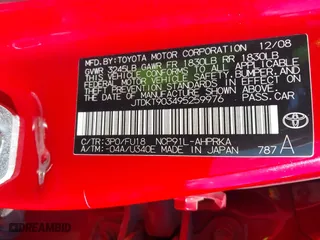 MFD. BY: TOYOTA MOTOR CORPORATION 12/08
GVWR 3245LB GAWR FR 1830LB RR 1830LB
THIS VEHICLE CONFORMS TO ALL APPLICABLE
FEDERAL MOTOR VEHICLE SAFETY, BUMPER, AND
THEFT PREVENTION STANDARDS IN EFFECT ON
THE DATE OF MANUFACTURE SHOWN ABOVE.
JTDKT903495259976 PASS. CAR
C/TR: 3P0/FU18 NCP91L-AHPRKA
A/TM: -04A/U340E MADE IN JAPAN 787 A
TOYOTA
DREAMBID